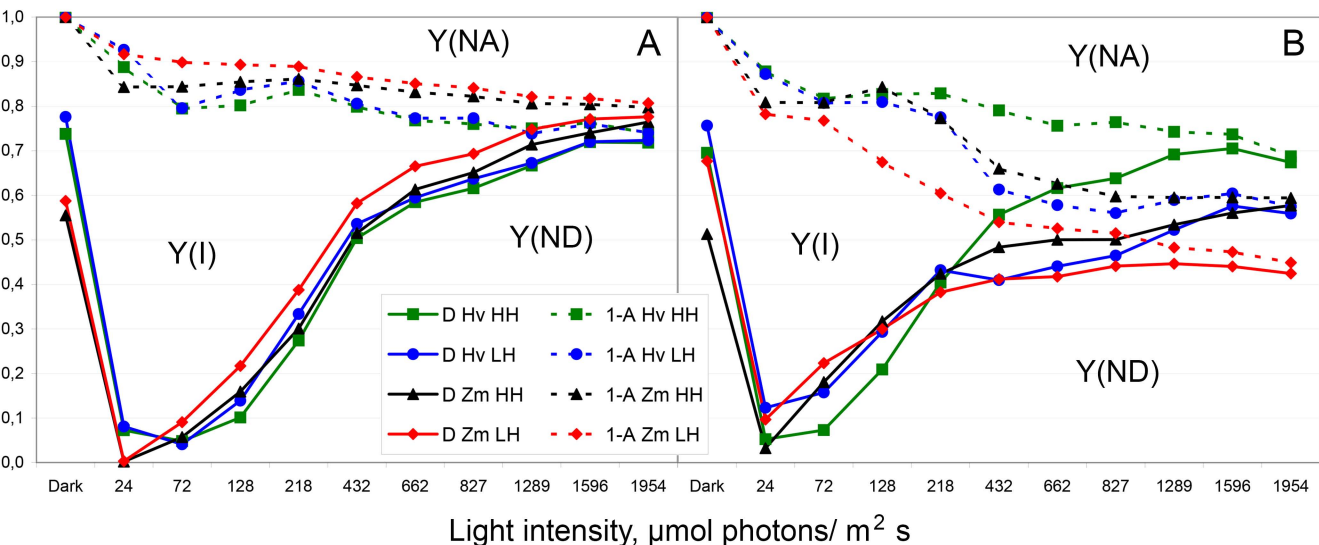 1,0
0,9
0,8
0,7
0,6
0,5
0,4
0,3
0,2
0,1
0,0
Y(NA) A
Y(I)
Y(ND)
Y(NA)
B
Y(I)
Y(ND)
D Hv HH 1-A Hv HH
D Hv LH 1-A Hv LH
D Zm HH 1-A Zm HH
D Zm LH 1-A Zm LH
Dark 24 72 128 218 432 662 827 1289 1596 1954 Dark 24 72 128 218 432 662 827 1289 1596 1954
Light intensity, µmol photons/ m² s